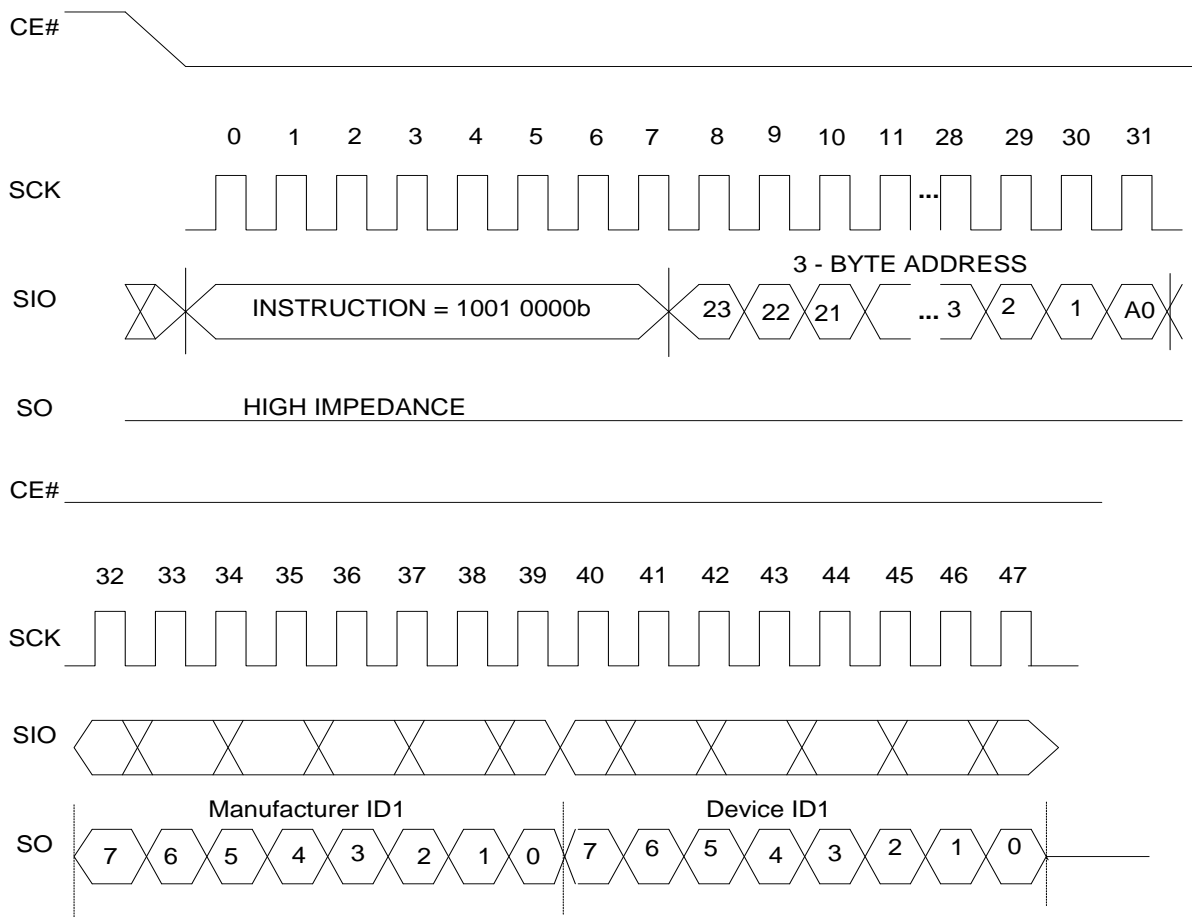 CE#
0 1 2 3 4 5 6 7 8 9 10 11 28 29 30 31
SCK ...
3 - BYTE ADDRESS
SIO INSTRUCTION = 1001 0000b 23 22 21 ... 3 2 1 A0
SO HIGH IMPEDANCE
CE#
32 33 34 35 36 37 38 39 40 41 42 43 44 45 46 47
SCK
SIO
Manufacturer ID1 Device ID1
SO 7 6 5 4 3 2 1 0 7 6 5 4 3 2 1 0